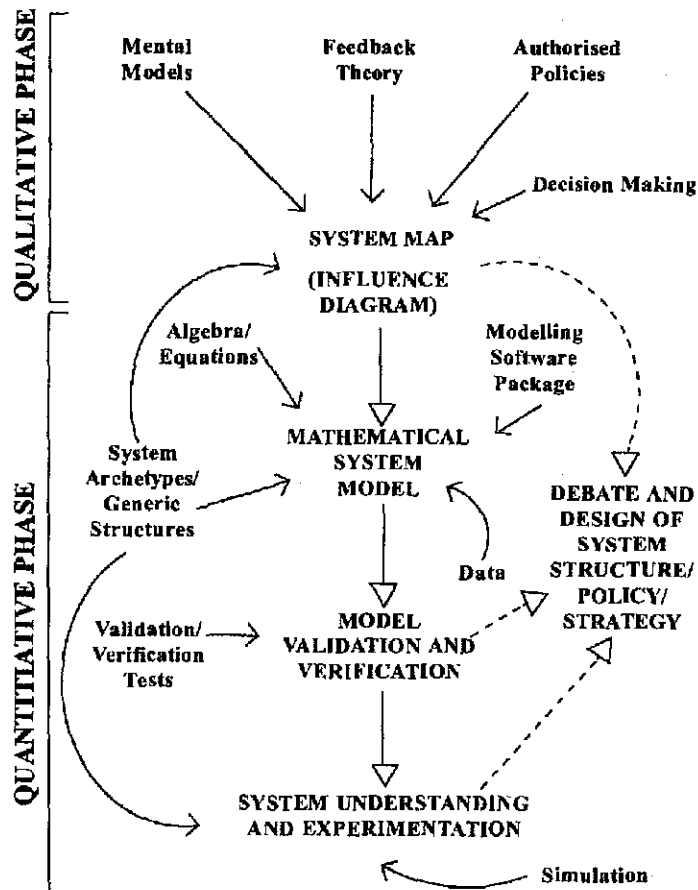 QUALITATIVE PHASE
Mental
Models
Feedback
Theory
Authorised
Policies
Decision Making
SYSTEM MAP
(INFLUENCE
DIAGRAM)
QUANTITIATIVE PHASE
Algebra/
Equations
Modelling
Software
Package
MATHEMATICAL
SYSTEM
MODEL
System
Archetypes/
Generic
Structures
DEBATE AND
DESIGN OF
SYSTEM
STRUCTURE/
POLICY/
STRATEGY
Data
Validation/
Verification
Tests
MODEL
VALIDATION AND
VERIFICATION
SYSTEM UNDERSTANDING
AND EXPERIMENTATION
Simulation